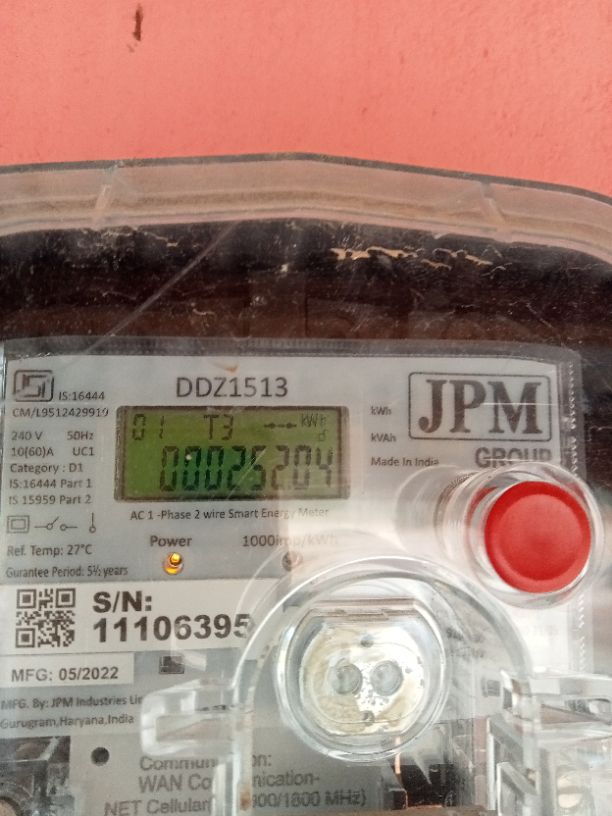 IS:16444
CM/L9512429919
DDZ1513
JPM
GROUP
240 V 50Hz
10(60)A UC1
Category : D1
IS:16444 Part 1
IS 15959 Part 2
01 T3 kWh
00025204
kWh
kVAh
Made In India
AC 1 -Phase 2 wire Smart Energy Meter
Ref. Temp: 27°C
Power
1000imp/kWh
Gurantee Period: 5½ years
S/N:
11106395
MFG: 05/2022
MFG. By: JPM Industries
Gurugram,Haryana,India
WAN
NET Cellular
/1800 MHz)